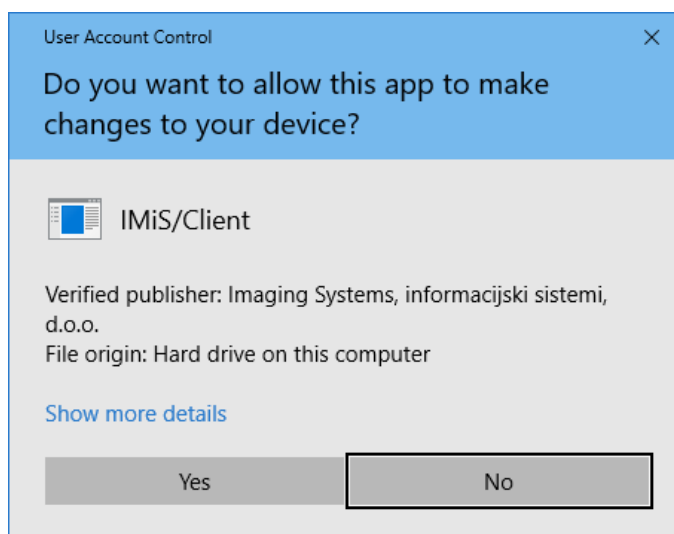 User Account Control
Do you want to allow this app to make
changes to your device?
IMiS/Client
Verified publisher: Imaging Systems, informacijski sistemi,
d.o.o.
File origin: Hard drive on this computer
Show more details
Yes
No